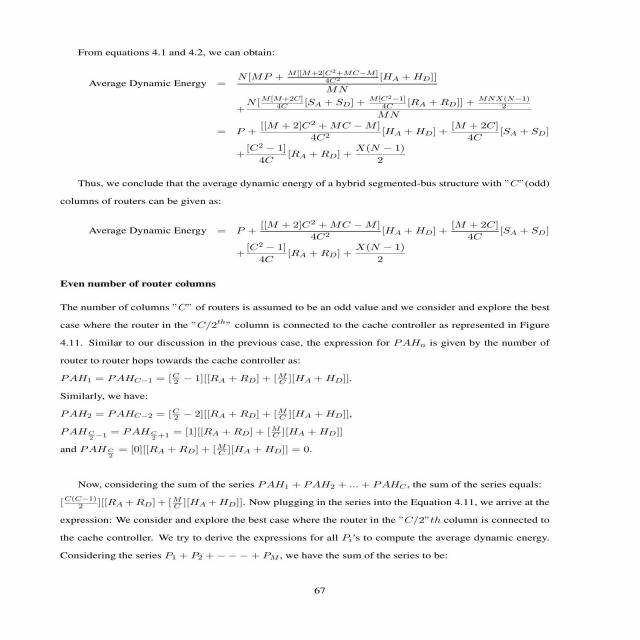 From equations 4.1 and 4.2, we can obtain:
Average Dynamic Energy = \frac{N[MP + \frac{M[[M+2]C^2+MC-M]}{4C^2}[H_A + H_D]]}{MN}
+\frac{N[\frac{M[M+2C]}{4C}[S_A + S_D] + \frac{M[C^2-1]}{4C}[R_A + R_D]] + \frac{MNX(N-1)}{2}}{MN}
= P + \frac{[[M + 2]C^2 + MC - M]}{4C^2}[H_A + H_D] + \frac{[M + 2C]}{4C}[S_A + S_D]
+\frac{[C^2 - 1]}{4C}[R_A + R_D] + \frac{X(N - 1)}{2}
Thus, we conclude that the average dynamic energy of a hybrid segmented-bus structure with ”C”(odd)
columns of routers can be given as:
Average Dynamic Energy = P + \frac{[[M + 2]C^2 + MC - M]}{4C^2}[H_A + H_D] + \frac{[M + 2C]}{4C}[S_A + S_D]
+\frac{[C^2 - 1]}{4C}[R_A + R_D] + \frac{X(N - 1)}{2}
Even number of router columns
The number of columns ”C” of routers is assumed to be an odd value and we consider and explore the best
case where the router in the ”C/2^{th}” column is connected to the cache controller as represented in Figure
4.11. Similar to our discussion in the previous case, the expression for PAH_n is given by the number of
router to router hops towards the cache controller as:
PAH_1 = PAH_{C-1} = [\frac{C}{2} - 1][[R_A + R_D] + [\frac{M}{C}][H_A + H_D]].
Similarly, we have:
PAH_2 = PAH_{C-2} = [\frac{C}{2} - 2][[R_A + R_D] + [\frac{M}{C}][H_A + H_D]],
PAH_{\frac{C}{2}-1} = PAH_{\frac{C}{2}+1} = [1][[R_A + R_D] + [\frac{M}{C}][H_A + H_D]]
and PAH_{\frac{C}{2}} = [0][[R_A + R_D] + [\frac{M}{C}][H_A + H_D]] = 0.
Now, considering the sum of the series PAH_1 + PAH_2 + ... + PAH_C, the sum of the series equals:
[\frac{C(C-1)}{2}][[R_A + R_D] + [\frac{M}{C}][H_A + H_D]]. Now plugging in the series into the Equation 4.11, we arrive at the
expression: We consider and explore the best case where the router in the ”C/2”th column is connected to
the cache controller. We try to derive the expressions for all P_i's to compute the average dynamic energy.
Considering the series P_1 + P_2 + − − − + P_M, we have the sum of the series to be:
67